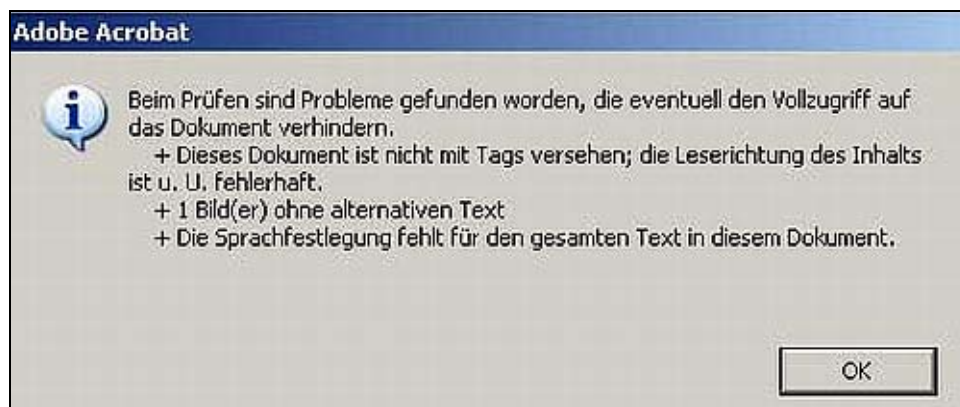 Adobe Acrobat
Beim Prüfen sind Probleme gefunden worden, die eventuell den Vollzugriff auf
das Dokument verhindern.
+ Dieses Dokument ist nicht mit Tags versehen; die Leserichtung des Inhalts
ist u. U. fehlerhaft.
+ 1 Bild(er) ohne alternativen Text
+ Die Sprachfestlegung fehlt für den gesamten Text in diesem Dokument.
OK